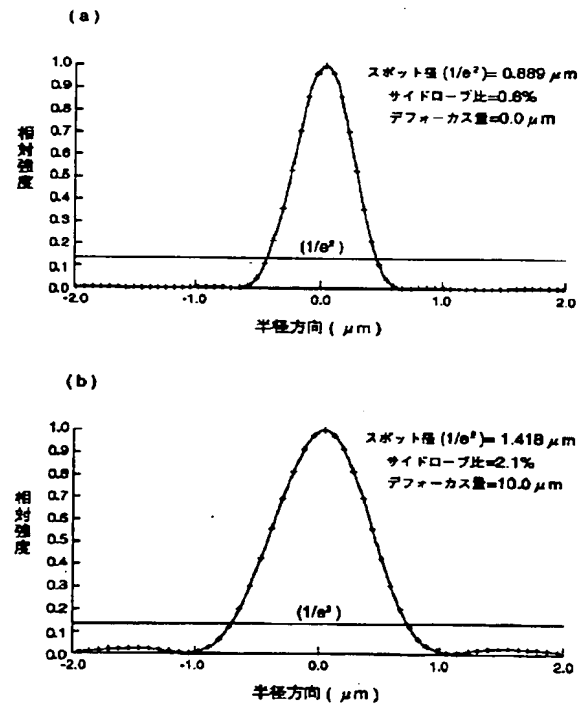 (a)
スポット径 (1/e²)= 0.889 μm
サイドローブ比=0.6%
デフォーカス量=0.0 μm
相対強度
1.0
0.9
0.8
0.7
0.6
0.5
0.4
0.3
0.2
0.1
0.0
(1/e²)
-2.0 -1.0 0.0 1.0 2.0
半径方向 ( μm)
(b)
スポット径 (1/e²)= 1.418 μm
サイドローブ比=2.1%
デフォーカス量=10.0 μm
相対強度
1.0
0.9
0.8
0.7
0.6
0.5
0.4
0.3
0.2
0.1
0.0
(1/e²)
-2.0 -1.0 0.0 1.0 2.0
半径方向 ( μm)